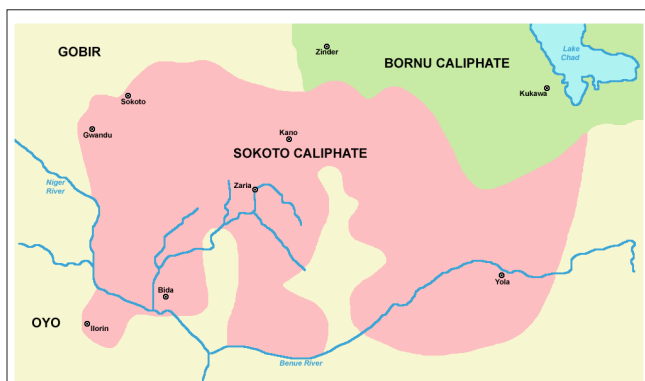 GOBIR
Zinder
BORNU CALIPHATE
Lake
Chad
Kukawa
Sokoto
Gwandu
Kano
SOKOTO CALIPHATE
Niger
River
Zaria
Yola
Bida
OYO
Ilorin
Benue River